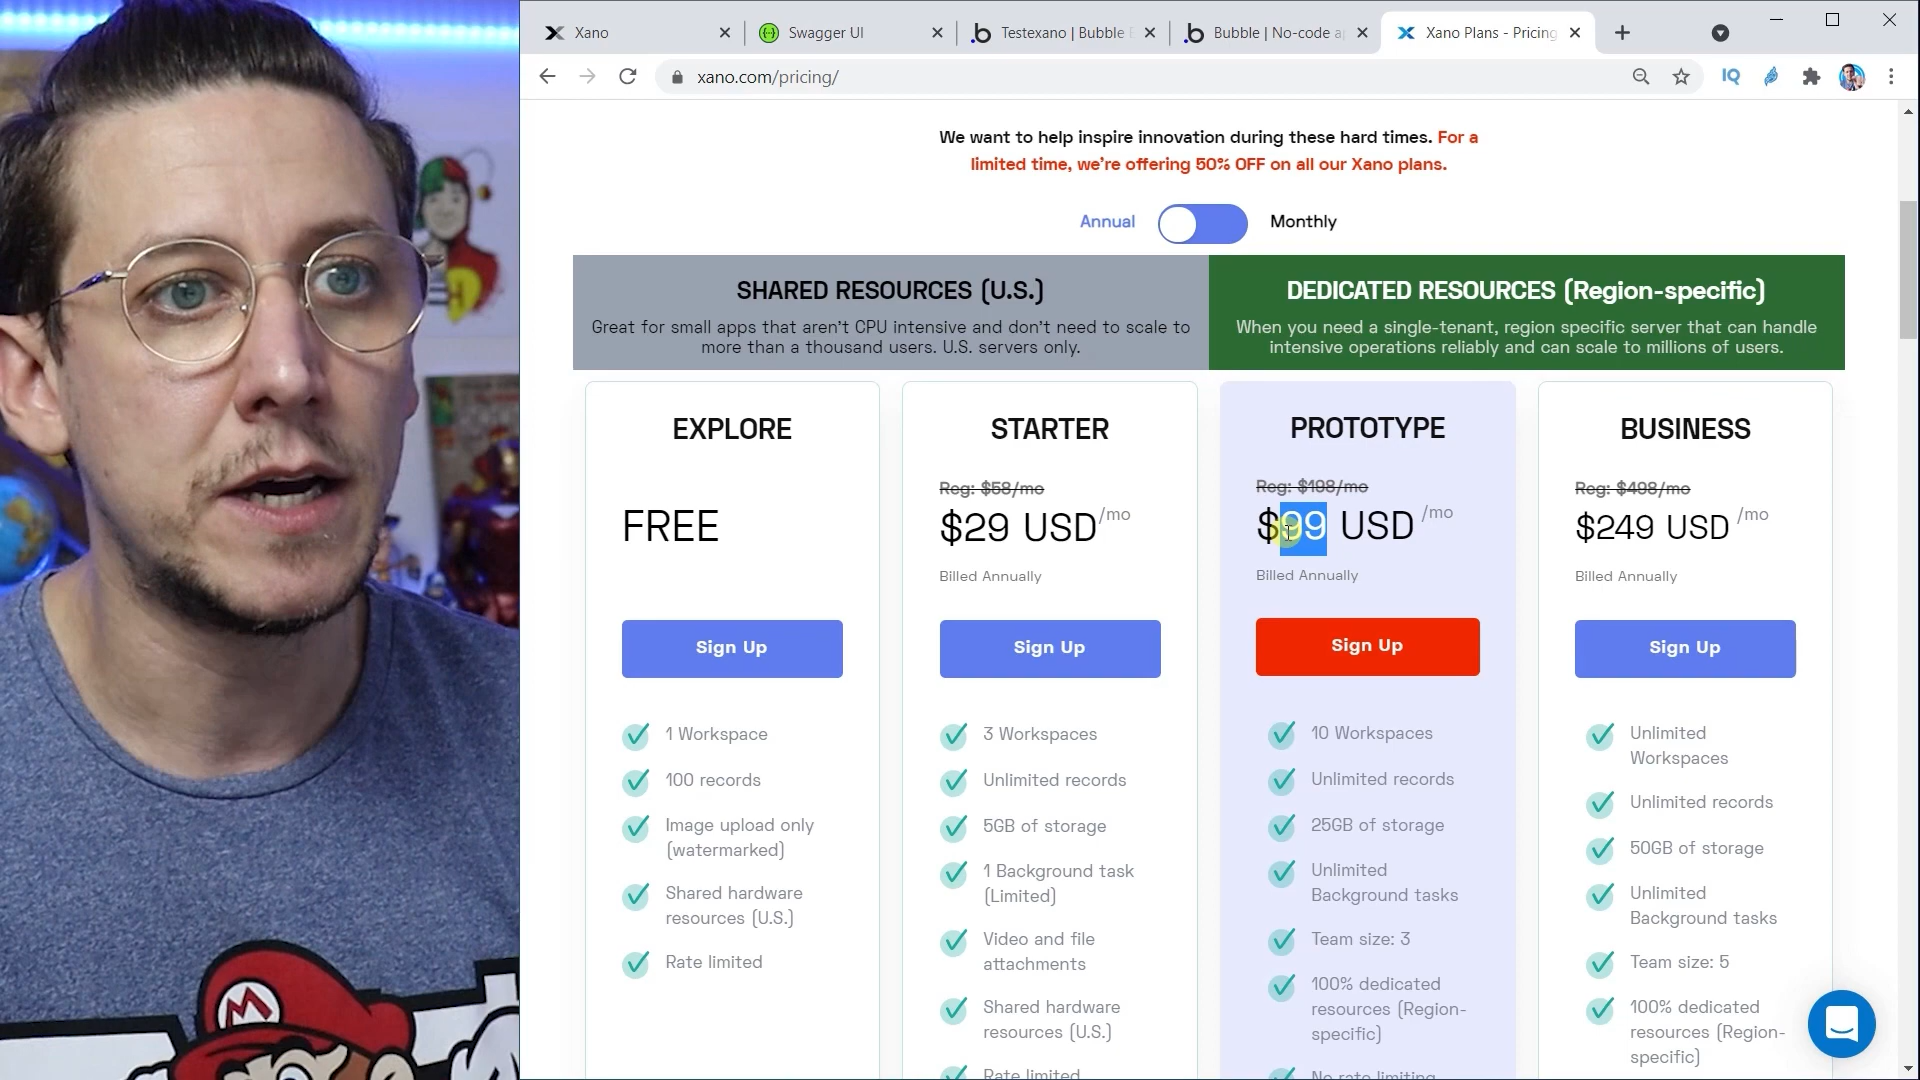 Xano
Swagger UI
Testexano | Bubble E
Bubble | No-code a
Xano Plans - Pricing
xano.com/pricing/
IQ
We want to help inspire innovation during these hard times. For a
limited time, we're offering 50% OFF on all our Xano plans.
Annual
Monthly
SHARED RESOURCES (U.S.)
Great for small apps that aren't CPU intensive and don't need to scale to
more than a thousand users. U.S. servers only.
DEDICATED RESOURCES (Region-specific)
When you need a single-tenant, region specific server that can handle
intensive operations reliably and can scale to millions of users.
EXPLORE
FREE
Sign Up
1 Workspace
100 records
Image upload only
(watermarked)
Shared hardware
resources (U.S.)
Rate limited
STARTER
Reg: $58/mo
$29 USD/mo
Billed Annually
Sign Up
3 Workspaces
Unlimited records
5GB of storage
1 Background task
(Limited)
Video and file
attachments
Shared hardware
resources (U.S.)
Rate limited
PROTOTYPE
Reg: $198/mo
$99 USD /mo
Billed Annually
Sign Up
10 Workspaces
Unlimited records
25GB of storage
Unlimited
Background tasks
Team size: 3
100% dedicated
resources (Region-
specific)
No rate limiting
BUSINESS
Reg: $498/mo
$249 USD /mo
Billed Annually
Sign Up
Unlimited
Workspaces
Unlimited records
50GB of storage
Unlimited
Background tasks
Team size: 5
100% dedicated
resources (Region-
specific)
M